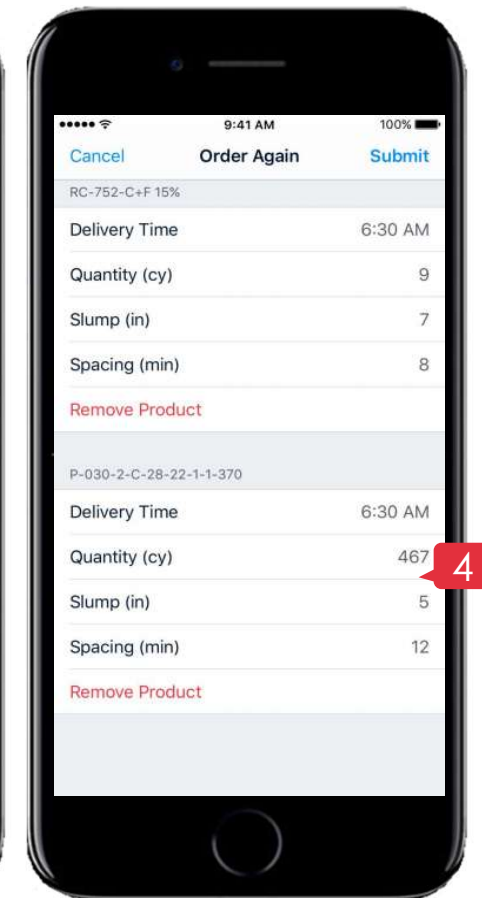 9:41 AM 100%
Cancel Order Again Submit
RC-752-C+F 15%
Delivery Time 6:30 AM
Quantity (cy) 9
Slump (in) 7
Spacing (min) 8
Remove Product
P-030-2-C-28-22-1-1-370
Delivery Time 6:30 AM
Quantity (cy) 467
4
Slump (in) 5
Spacing (min) 12
Remove Product